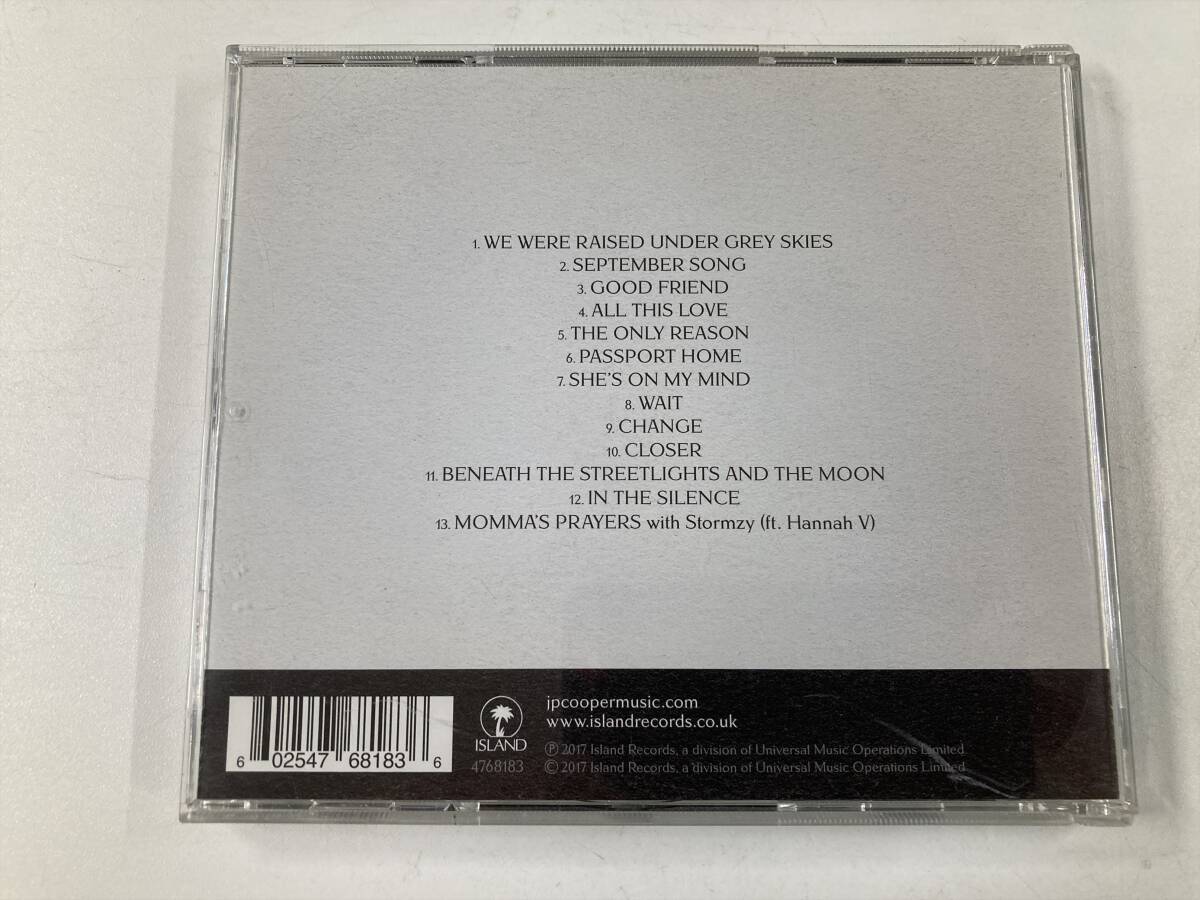 1. WE WERE RAISED UNDER GREY SKIES
2. SEPTEMBER SONG
3. GOOD FRIEND
4. ALL THIS LOVE
5. THE ONLY REASON
6. PASSPORT HOME
7. SHE'S ON MY MIND
8. WAIT
9. CHANGE
10. CLOSER
11. BENEATH THE STREETLIGHTS AND THE MOON
12. IN THE SILENCE
13. MOMMA'S PRAYERS with Stormzy (ft. Hannah V)
6 02547 68183 6
ISLAND
4768183
jpcoopermusic.com
www.islandrecords.co.uk
℗ 2017 Island Records, a division of Universal Music Operations Limited
© 2017 Island Records, a division of Universal Music Operations Limited